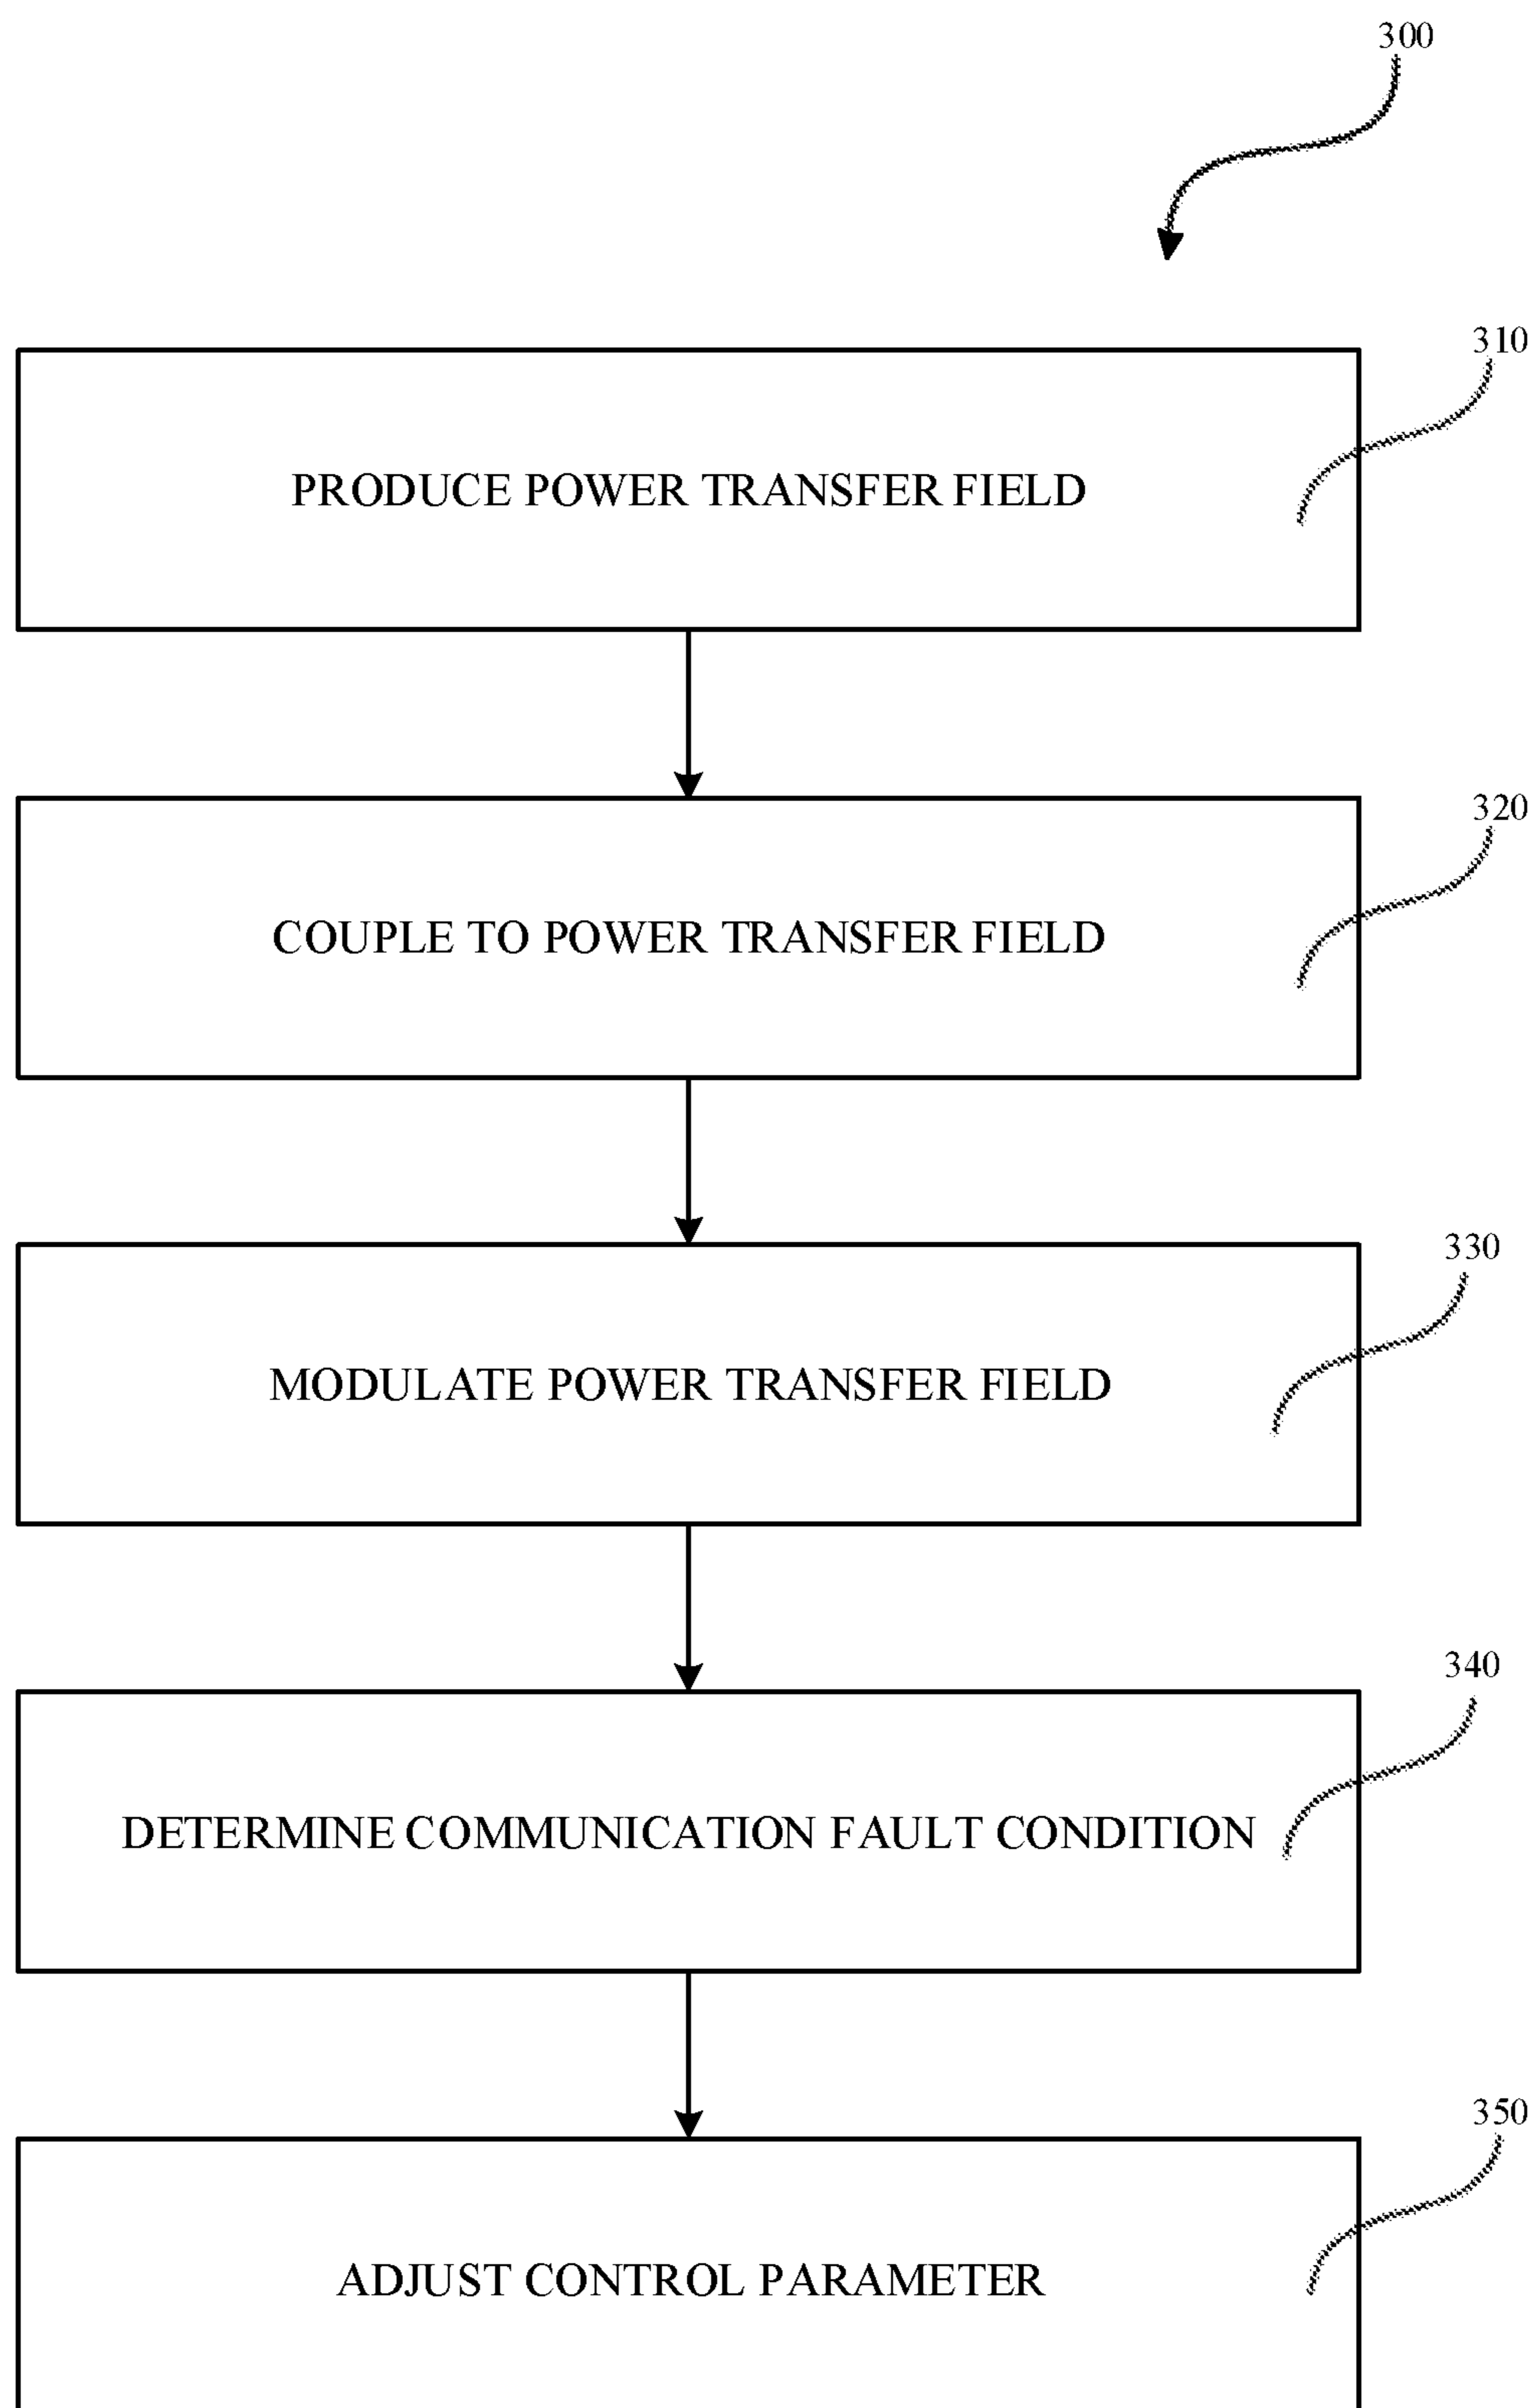 300
310
PRODUCE POWER TRANSFER FIELD
320
COUPLE TO POWER TRANSFER FIELD
330
MODULATE POWER TRANSFER FIELD
340
DETERMINE COMMUNICATION FAULT CONDITION
350
ADJUST CONTROL PARAMETER